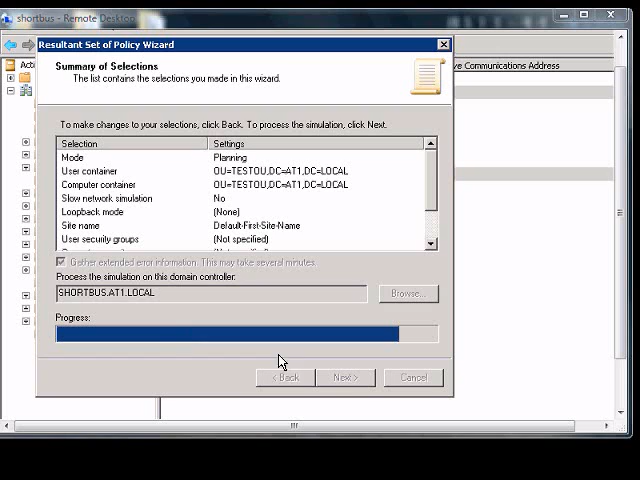 shortbus - Remote Desktop
Resultant Set of Policy Wizard
Acti
ve Communications Address
Summary of Selections
The list contains the selections you made in this wizard.
To make changes to your selections, click Back. To process the simulation, click Next.
Selection Settings
Mode Planning
User container OU=TESTOU,DC=AT1,DC=LOCAL
Computer container OU=TESTOU,DC=AT1,DC=LOCAL
Slow network simulation No
Loopback mode (None)
Site name Default-First-Site-Name
User security groups (Not specified)
Gather extended error information. This may take several minutes.
Process the simulation on this domain controller:
SHORTBUS.AT1.LOCAL
Browse...
Progress:
< Back Next > Cancel